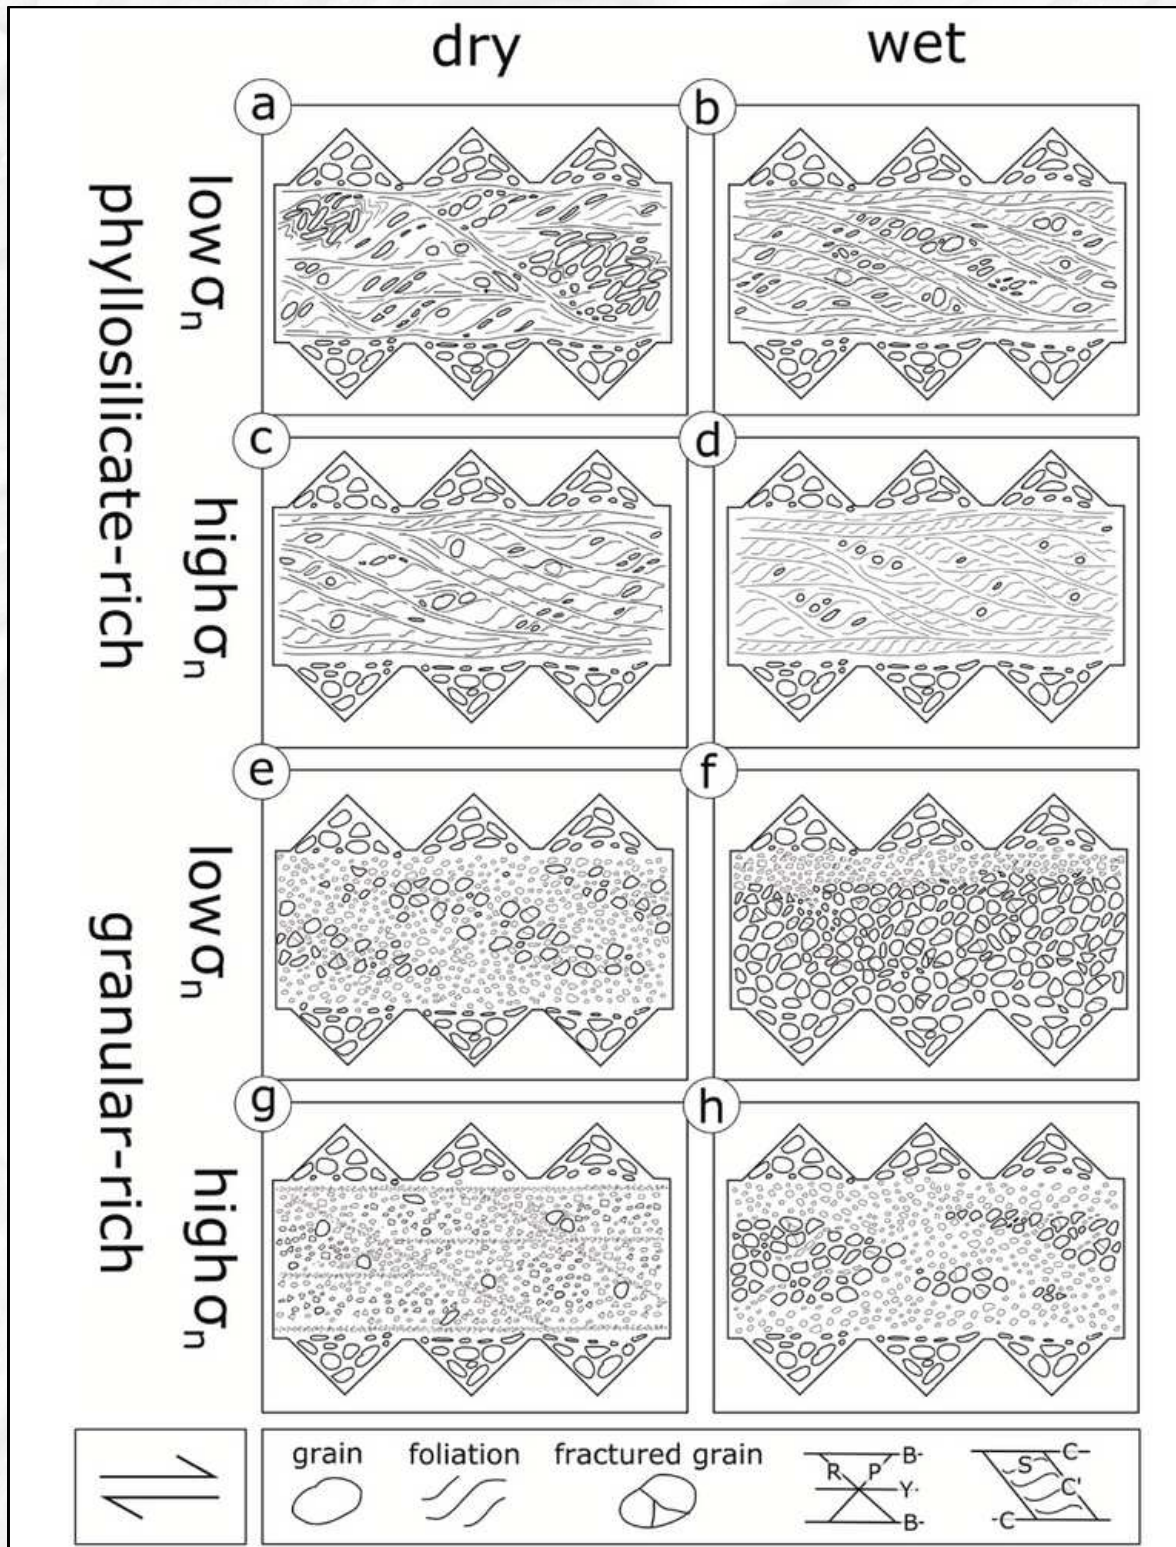 dry
wet
a
b
phyllosilicate-rich
low σn
c
d
high σn
e
f
granular-rich
low σn
g
h
high σn
grain
foliation
fractured grain
R
P
B-
Y-
B-
S
C-
C'
-C